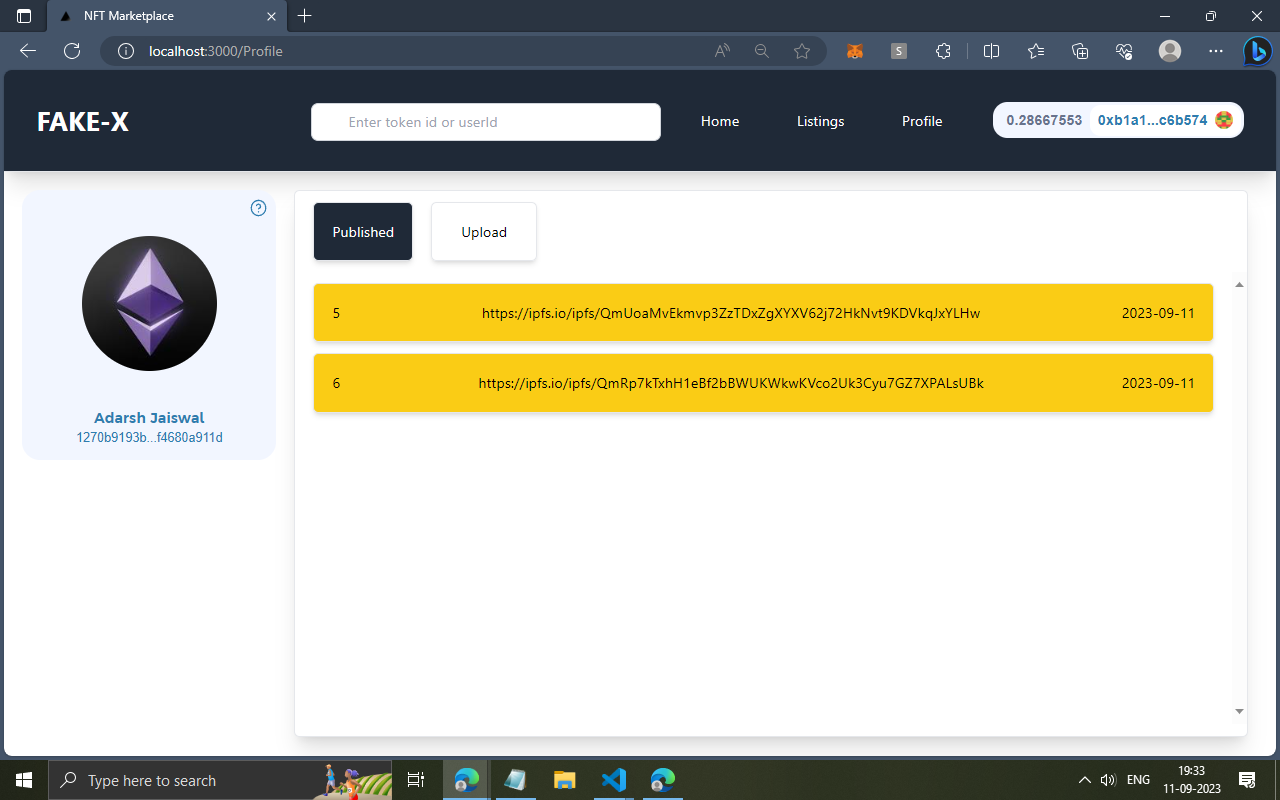 NFT Marketplace
localhost:3000/Profile
FAKE-X
Enter token id or userId
Home
Listings
Profile
0.28667553
0xb1a1...c6b574
Adarsh Jaiswal
1270b9193b...f4680a911d
Published
Upload
5 https://ipfs.io/ipfs/QmUoaMvEkmvp3ZzTDxZgXYXV62j72HkNvt9KDVkqJxYLHw 2023-09-11
6 https://ipfs.io/ipfs/QmRp7kTxhH1eBf2bBWUKWkwKVco2Uk3Cyu7GZ7XPALsUBk 2023-09-11
Type here to search
ENG
19:33
11-09-2023